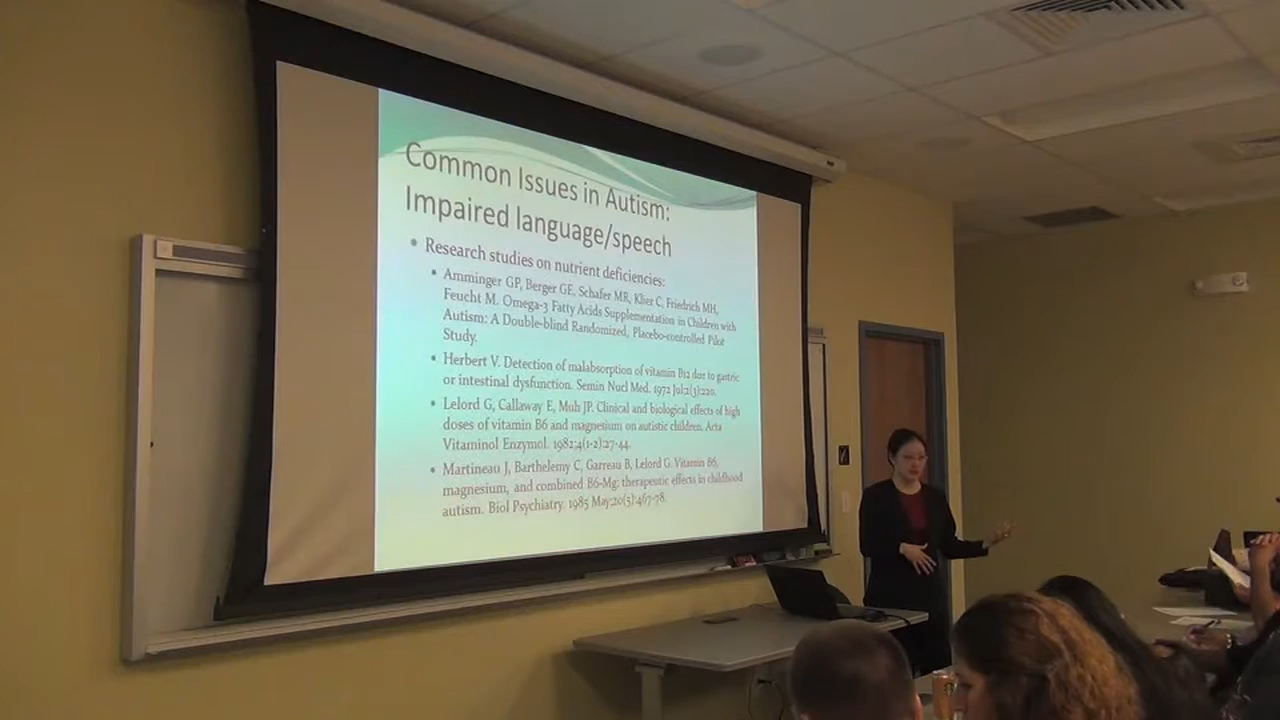 Common Issues in Autism:
Impaired language/speech
• Research studies on nutrient deficiencies:
• Amminger GP, Berger GE, Schafer MR, Klier C, Friedrich MH,
Feucht M. Omega-3 Fatty Acids Supplementation in Children with
Autism: A Double-blind Randomized, Placebo-controlled Pilot
Study.
• Herbert V. Detection of malabsorption of vitamin B12 due to gastric
or intestinal dysfunction. Semin Nucl Med. 1972 Jul;2(3):220.
• Lelord G, Callaway E, Muh JP. Clinical and biological effects of high
doses of vitamin B6 and magnesium on autistic children. Acta
Vitaminol Enzymol. 1982;4(1-2):27-44.
• Martineau J, Barthelemy C, Garreau B, Lelord G. Vitamin B6,
magnesium, and combined B6-Mg: therapeutic effects in childhood
autism. Biol Psychiatry. 1985 May;20(5):467-78.